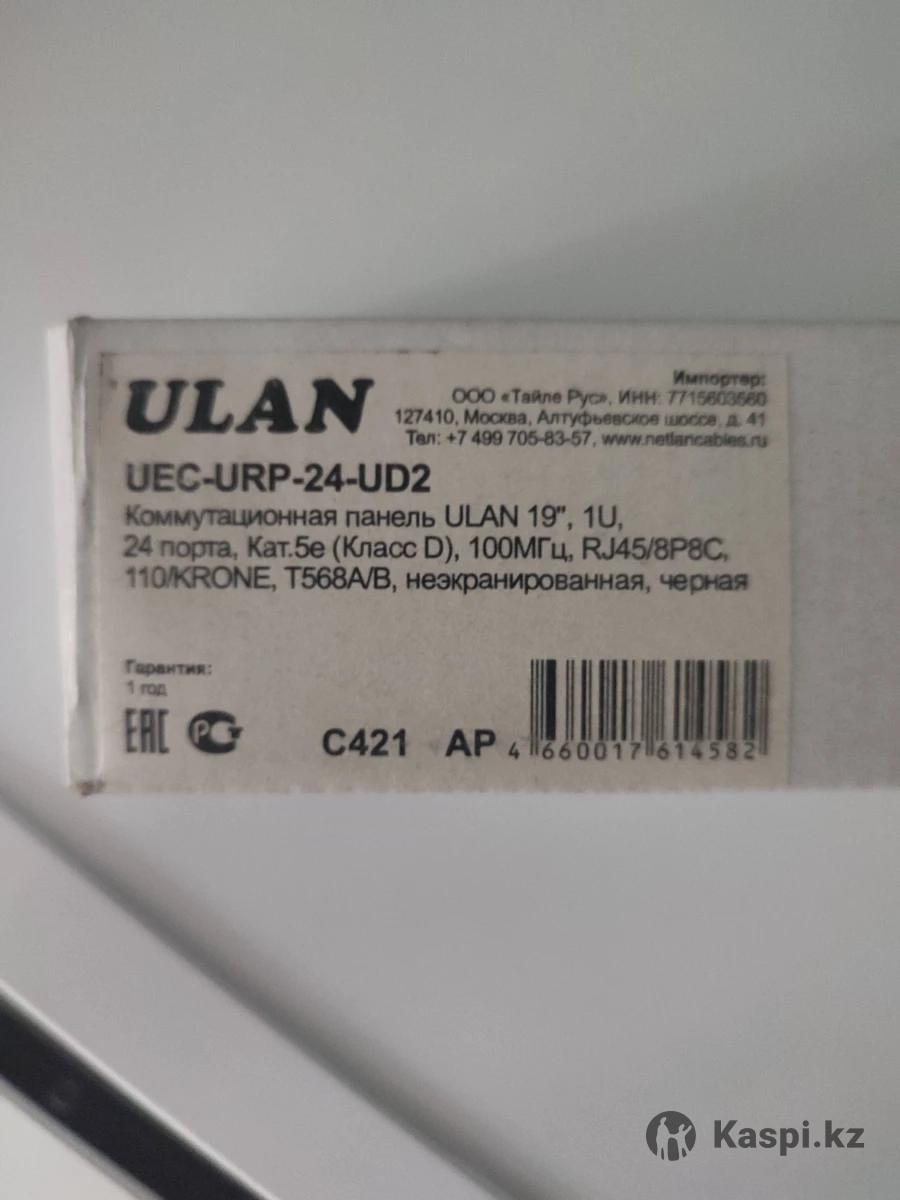 ULAN
Импортер:
ООО «Тайле Рус», ИНН: 7715603560
127410, Москва, Алтуфьевское шоссе, д. 41
Тел: +7 499 705-83-57, www.netlancables.ru
UEC-URP-24-UD2
Коммутационная панель ULAN 19", 1U,
24 порта, Кат.5е (Класс D), 100МГц, RJ45/8P8C,
110/KRONE, T568A/B, неэкранированная, черная
Гарантия:
1 год
EAC РСТ
C421 AP
4 660017 614582
Kaspi.kz